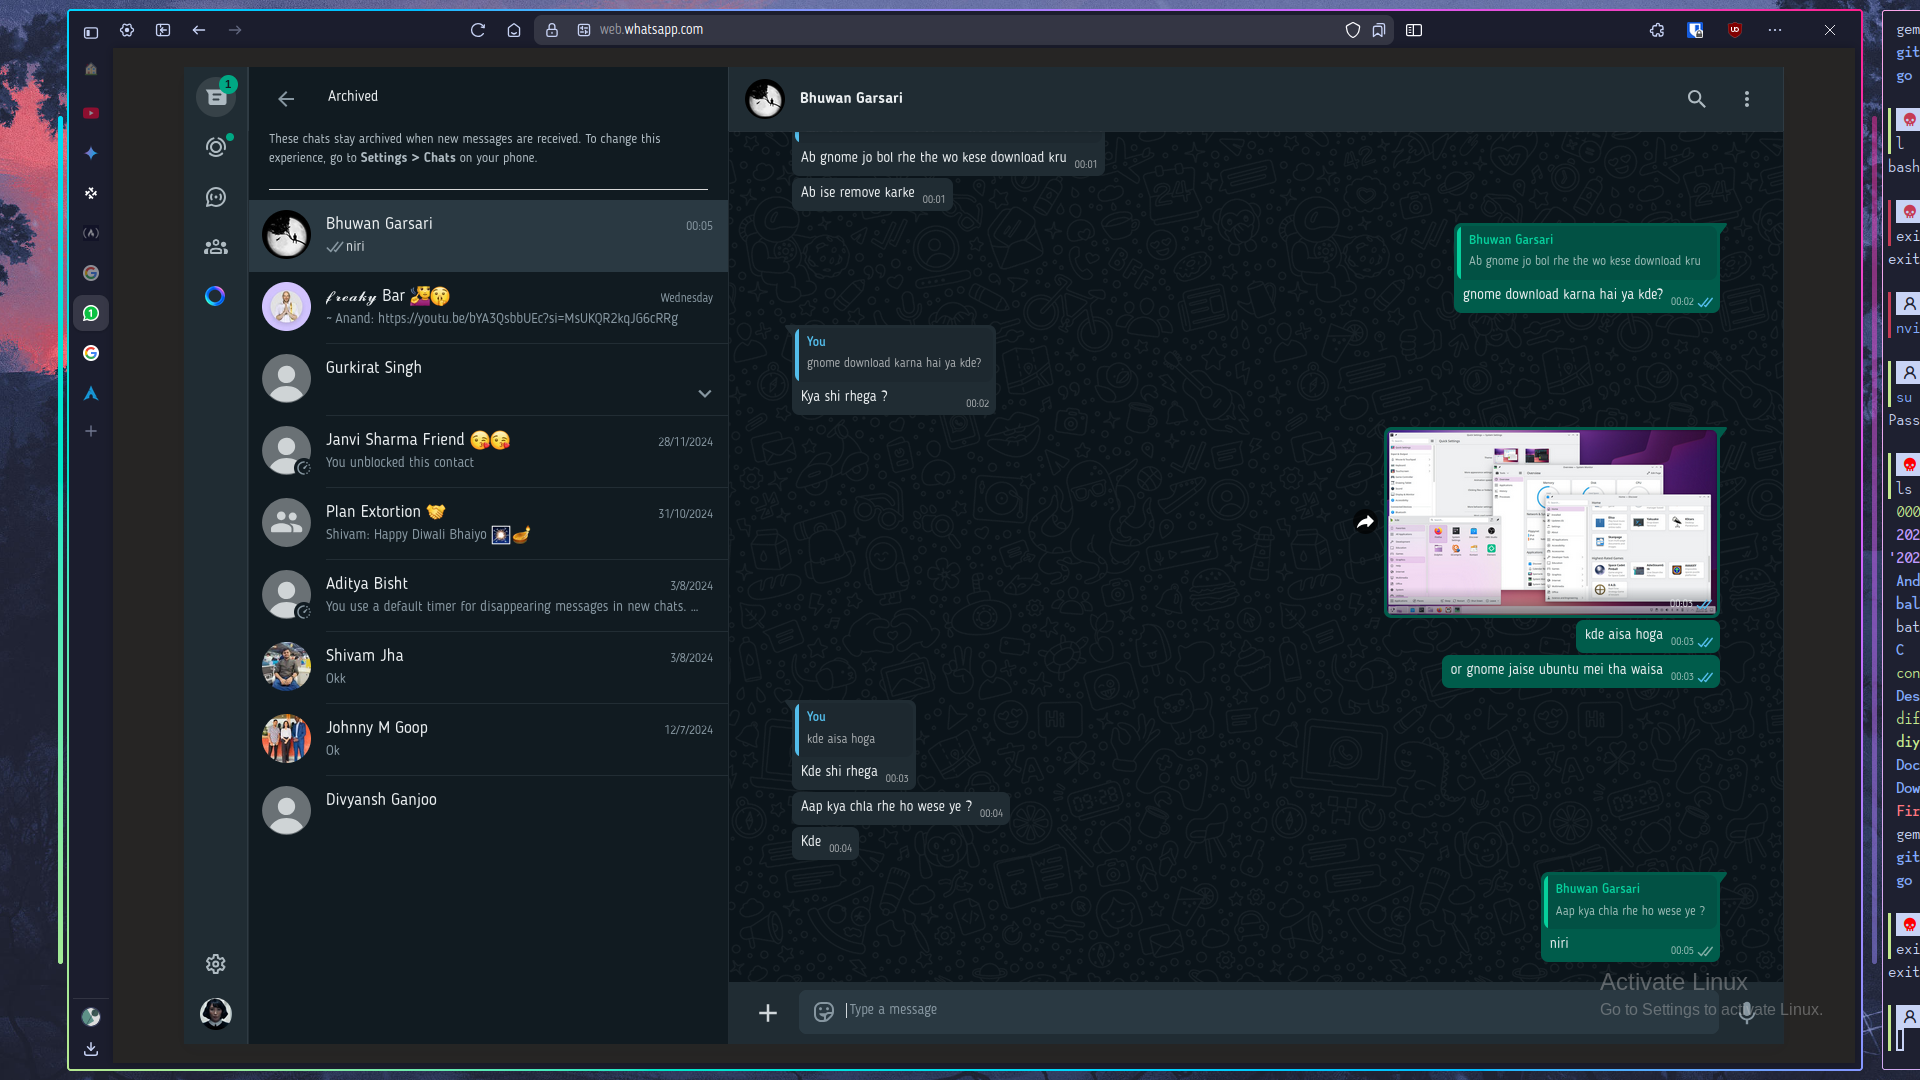 web.whatsapp.com
1
Archived
These chats stay archived when new messages are received. To change this
experience, go to Settings > Chats on your phone.
Bhuwan Garsari
00:05
niri
𝒻𝓇𝑒𝒶𝓀𝓎 Bar
Wednesday
~ Anand: https://youtu.be/bYA3QsbbUEc?si=MsUKQR2kqJG6cRRg
Gurkirat Singh
Janvi Sharma Friend 😘😘
28/11/2024
You unblocked this contact
Plan Extortion 🤝
31/10/2024
Shivam: Happy Diwali Bhaiyo 🎆🪔
Aditya Bisht
3/8/2024
You use a default timer for disappearing messages in new chats. ...
Shivam Jha
3/8/2024
Okk
Johnny M Goop
12/7/2024
Ok
Divyansh Ganjoo
Bhuwan Garsari
Ab gnome jo bol rhe the wo kese download kru 00:01
Ab ise remove karke 00:01
Bhuwan Garsari
Ab gnome jo bol rhe the wo kese download kru
gnome download karna hai ya kde? 00:02
You
gnome download karna hai ya kde?
Kya shi rhega ? 00:02
00:03
kde aisa hoga 00:03
or gnome jaise ubuntu mei tha waisa 00:03
You
kde aisa hoga
Kde shi rhega 00:03
Aap kya chla rhe ho wese ye ? 00:04
Kde 00:04
Bhuwan Garsari
Aap kya chla rhe ho wese ye ?
niri 00:05
Type a message
Activate Linux
Go to Settings to activate Linux.
gem
git
go
l
bash
exi
exit
nvi
su
Pass
ls
000
202
'202
And
bal
bat
C
con
Des
dif
diy
Doc
Dow
Fir
gem
git
go
exi
exit